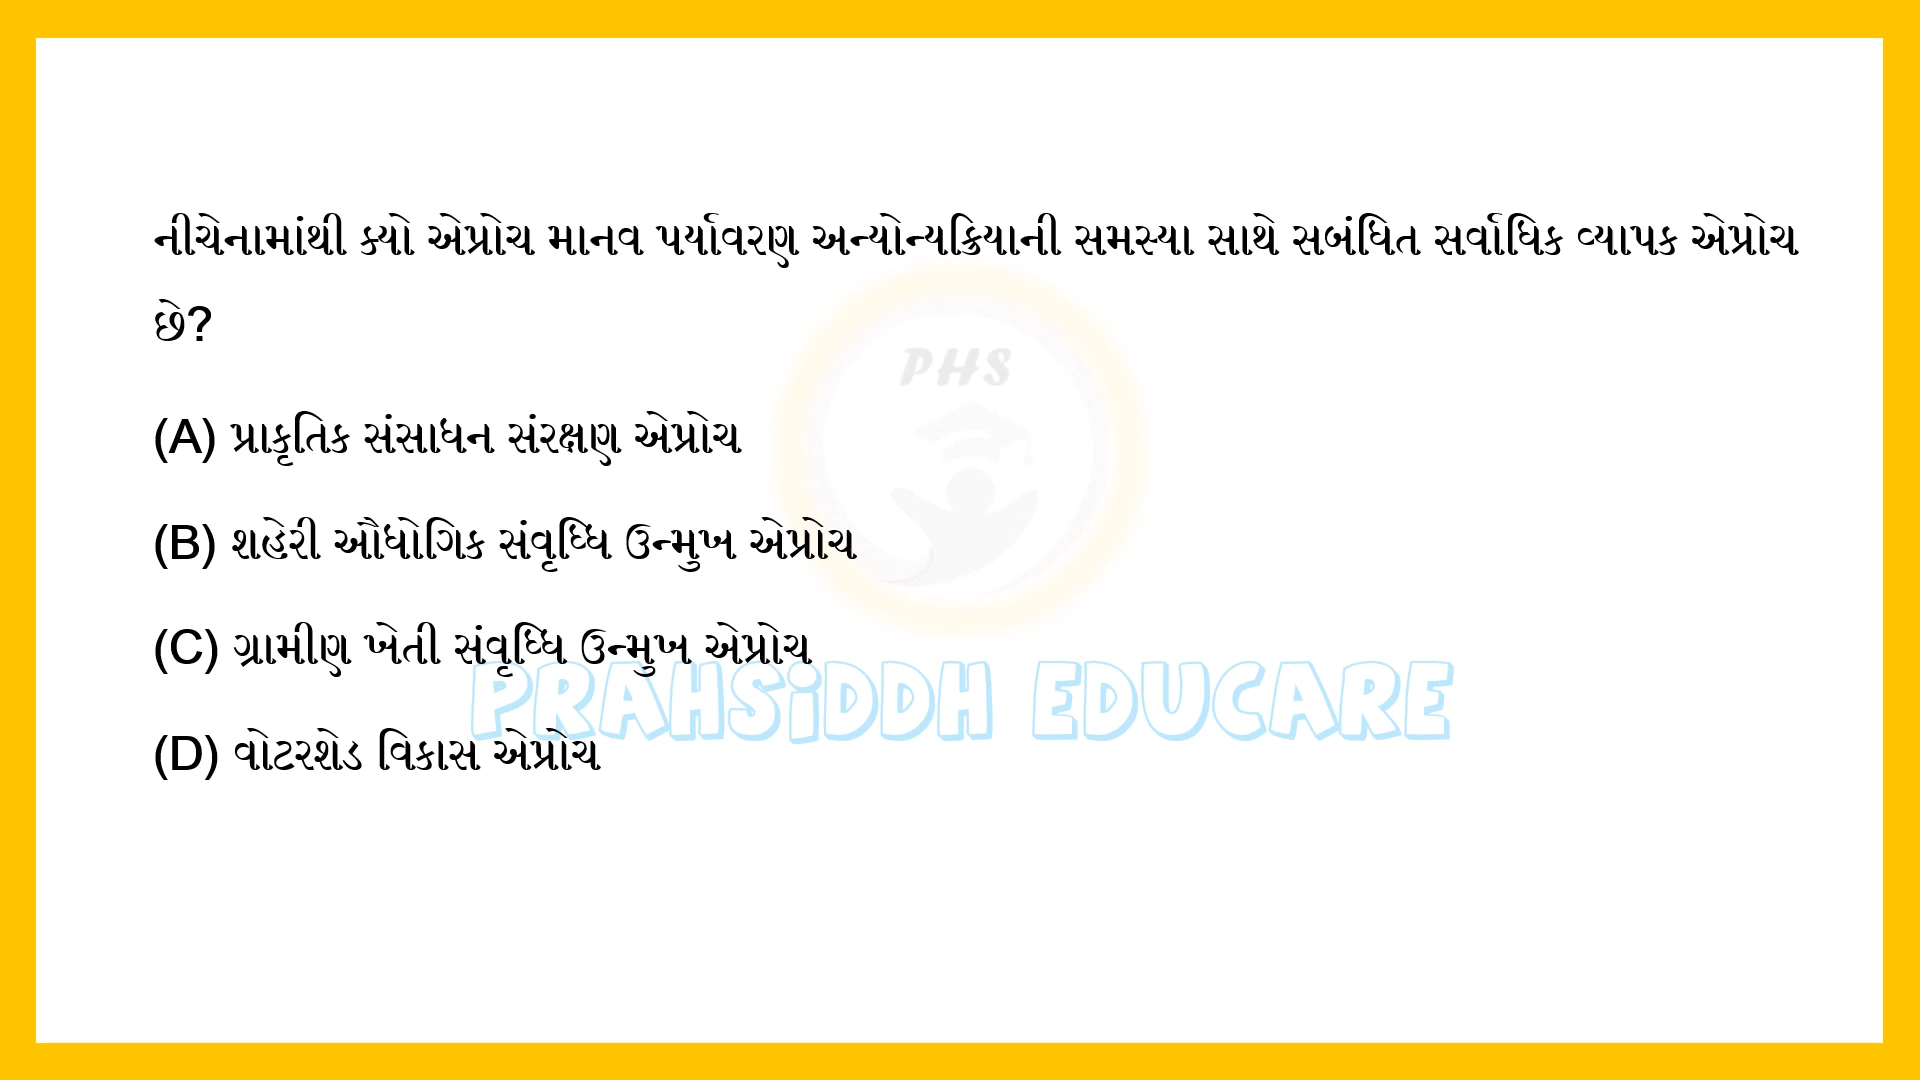 નીચેનામાંથી ક્યો એપ્રોચ માનવ પર્યાવરણ અન્યોન્યક્રિયાની સમસ્યા સાથે સબંધિત સર્વાધિક વ્યાપક એપ્રોચ
છે?
PHS
(A) પ્રાકૃતિક સંસાધન સંરક્ષણ એપ્રોચ
(B) શહેરી ઔધોગિક સંવૃધ્ધિ ઉન્મુખ એપ્રોચ
(C) ગ્રામીણ ખેતી સંવૃધ્ધિ ઉન્મુખ એપ્રોચ
PRAHSiDDH EDUCARE
(D) વોટરશેડ વિકાસ એપ્રોચ